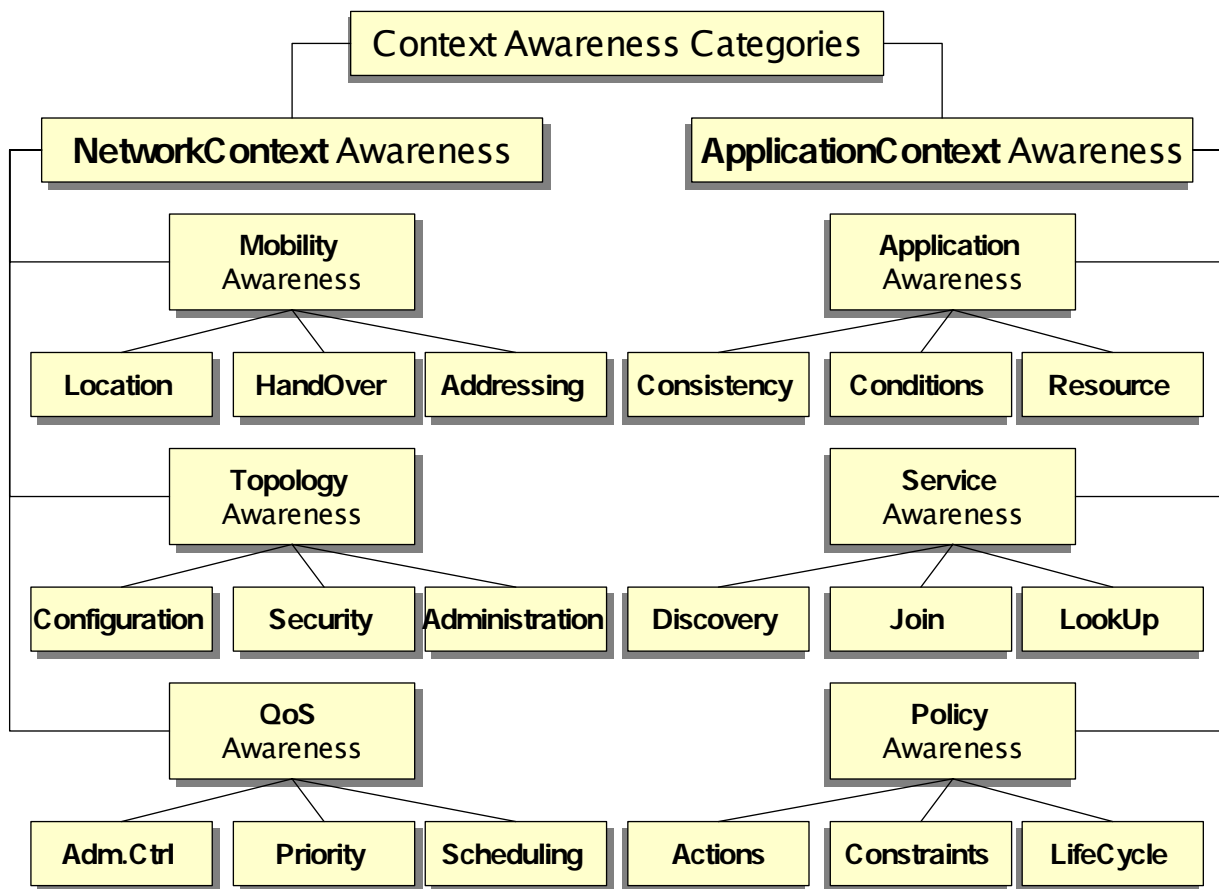 Context Awareness Categories
NetworkContext Awareness
ApplicationContext Awareness
Mobility
Awareness
Application
Awareness
Location
HandOver
Addressing
Consistency
Conditions
Resource
Topology
Awareness
Service
Awareness
Configuration
Security
Administration
Discovery
Join
LookUp
QoS
Awareness
Policy
Awareness
Adm.Ctrl
Priority
Scheduling
Actions
Constraints
LifeCycle